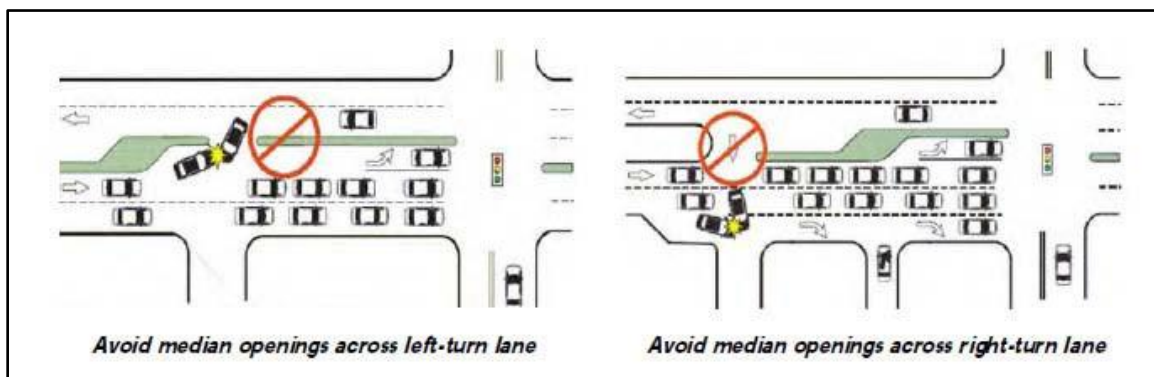 Avoid median openings across left-turn lane
Avoid median openings across right-turn lane